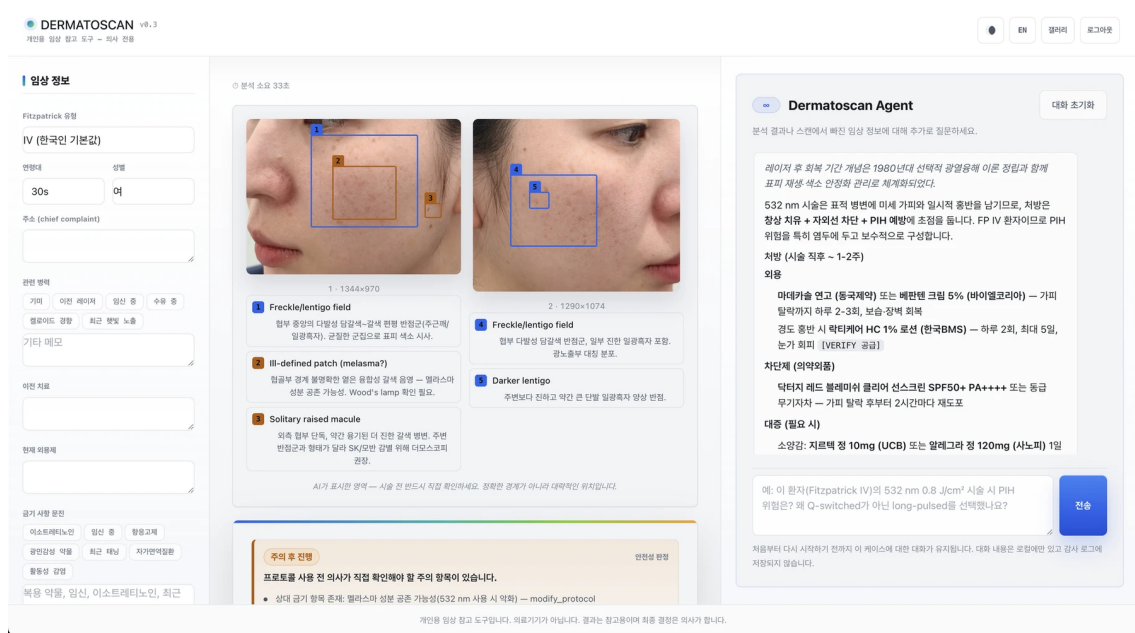 DERMATOSCAN v0.3
개인용 임상 참고 도구 — 의사 전용
EN
갤러리
로그아웃
임상 정보
Fitzpatrick 유형
IV (한국인 기본값)
연령대
성별
30s
여
주소 (chief complaint)
관련 병력
기미
이전 레이저
임신 중
수유 중
켈로이드 경향
최근 햇빛 노출
기타 메모
이전 치료
현재 외용제
금기 사항 문진
이소트레티노인
임신 중
항응고제
광민감성 약물
최근 태닝
자가면역질환
활동성 감염
복용 약물, 임신, 이소트레티노인, 최근
분석 소요 33초
1
2
3
4
5
1 · 1344×970
1 Freckle/lentigo field
협부 중앙의 다발성 담갈색~갈색 편평 반점군(주근깨/
일광흑자). 균질한 군집으로 표피 색소 시사.
2 Ill-defined patch (melasma?)
협골부 경계 불명확한 옅은 융합성 갈색 음영 — 멜라스마
성분 공존 가능성. Wood's lamp 확인 필요.
3 Solitary raised macule
외측 협부 단독, 약간 융기된 더 진한 갈색 병변. 주변
반점군과 형태가 달라 SK/모반 감별 위해 더모스코피
권장.
2 · 1290×1074
4 Freckle/lentigo field
협부 다발성 담갈색 반점군, 일부 진한 일광흑자 포함.
광노출부 대칭 분포.
5 Darker lentigo
주변보다 진하고 약간 큰 단발 일광흑자 양상 반점.
AI가 표시한 영역 — 시술 전 반드시 직접 확인하세요. 정확한 경계가 아니라 대략적인 위치입니다.
주의 후 진행
안전성 판정
프로토콜 사용 전 의사가 직접 확인해야 할 주의 항목이 있습니다.
• 상대 금기 항목 존재: 멜라스마 성분 공존 가능성(532 nm 사용 시 악화) — modify_protocol
∞ Dermatoscan Agent
대화 초기화
분석 결과나 스캔에서 빠진 임상 정보에 대해 추가로 질문하세요.
레이저 후 회복 기간 개념은 1980년대 선택적 광열융해 이론 정립과 함께
표피 재생·색소 안정화 관리로 체계화되었다.
532 nm 시술은 표적 병변에 미세 가피와 일시적 홍반을 남기므로, 처방은
창상 치유 + 자외선 차단 + PIH 예방에 초점을 둡니다. FP IV 환자이므로 PIH
위험을 특히 염두에 두고 보수적으로 구성합니다.
처방 (시술 직후 ~ 1-2주)
외용
마데카솔 연고 (동국제약) 또는 베판텐 크림 5% (바이엘코리아) — 가피
탈락까지 하루 2-3회, 보습·장벽 회복
경도 홍반 시 락티케어 HC 1% 로션 (한국BMS) — 하루 2회, 최대 5일,
눈가 회피 [VERIFY 공급]
차단제 (의약외품)
닥터지 레드 블레미쉬 클리어 선스크린 SPF50+ PA++++ 또는 동급
무기자차 — 가피 탈락 후부터 2시간마다 재도포
대증 (필요 시)
소양감: 지르텍 정 10mg (UCB) 또는 알레그라 정 120mg (사노피) 1일
예: 이 환자(Fitzpatrick IV)의 532 nm 0.8 J/cm² 시술 시 PIH
위험은? 왜 Q-switched가 아닌 long-pulsed를 선택했나요?
전송
처음부터 다시 시작하기 전까지 이 케이스에 대한 대화가 유지됩니다. 대화 내용은 로컬에만 있고 감사 로그에
저장되지 않습니다.
개인용 임상 참고 도구입니다. 의료기기가 아닙니다. 결과는 참고용이며 최종 결정은 의사가 합니다.